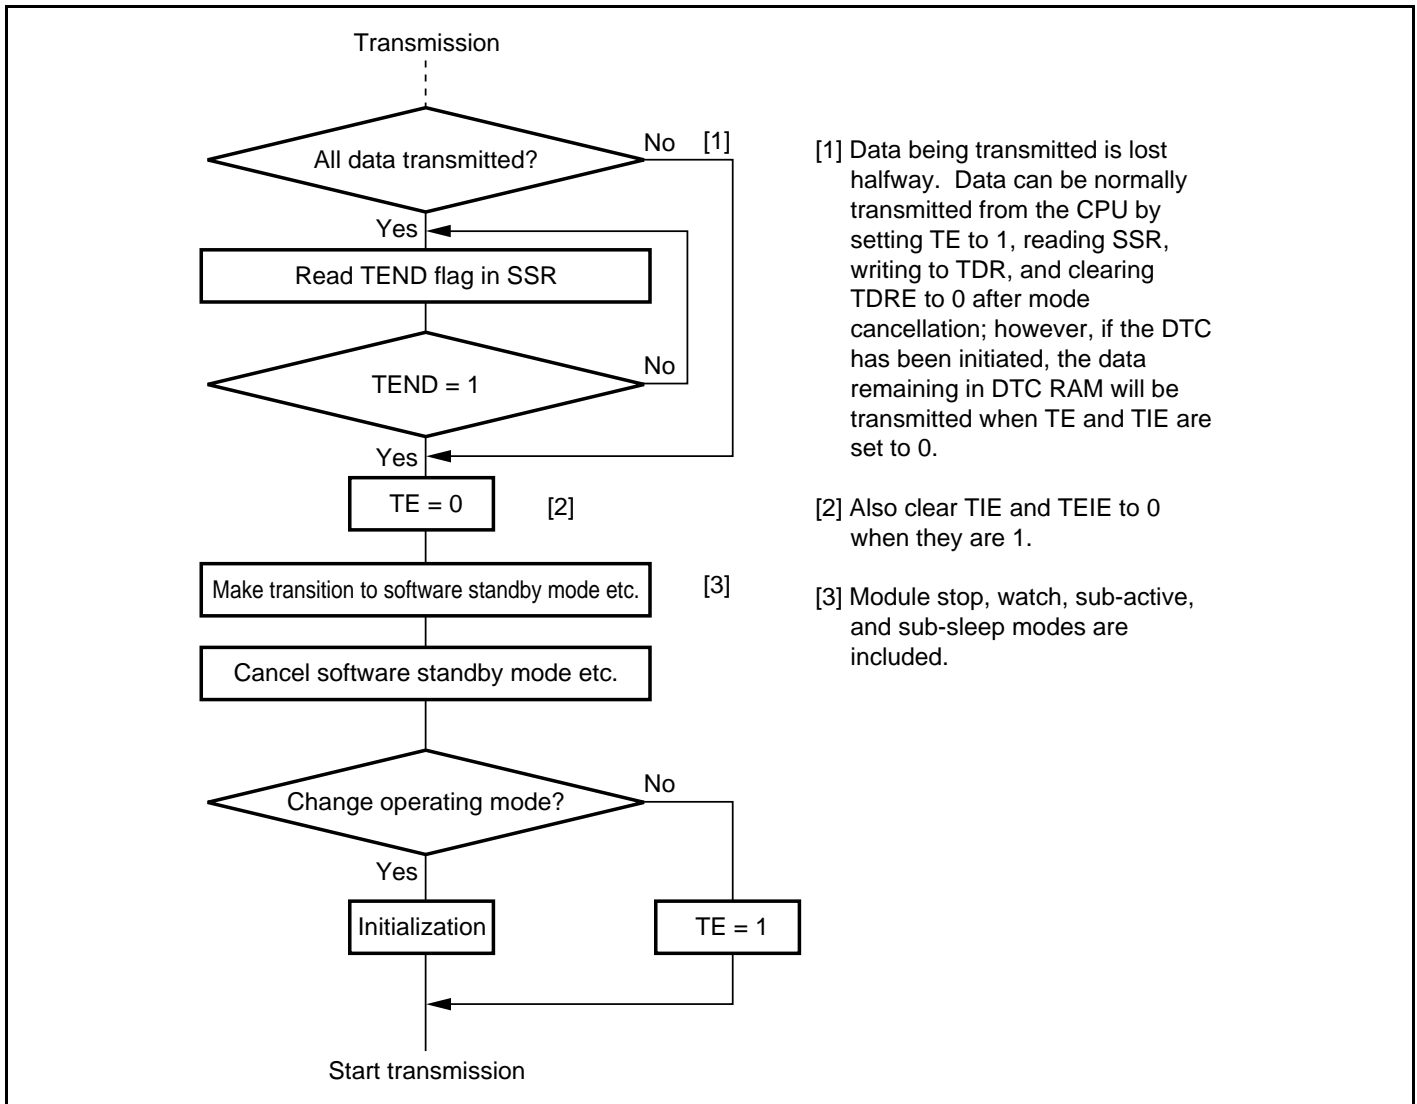 Transmission
All data transmitted?
No
[1]
Yes
Read TEND flag in SSR
TEND = 1
No
Yes
TE = 0
[2]
Make transition to software standby mode etc.
[3]
Cancel software standby mode etc.
Change operating mode?
No
Yes
Initialization
TE = 1
Start transmission
[1] Data being transmitted is lost
halfway.  Data can be normally
transmitted from the CPU by
setting TE to 1, reading SSR,
writing to TDR, and clearing
TDRE to 0 after mode
cancellation; however, if the DTC
has been initiated, the data
remaining in DTC RAM will be
transmitted when TE and TIE are
set to 0.
[2] Also clear TIE and TEIE to 0
when they are 1.
[3] Module stop, watch, sub-active,
and sub-sleep modes are
included.